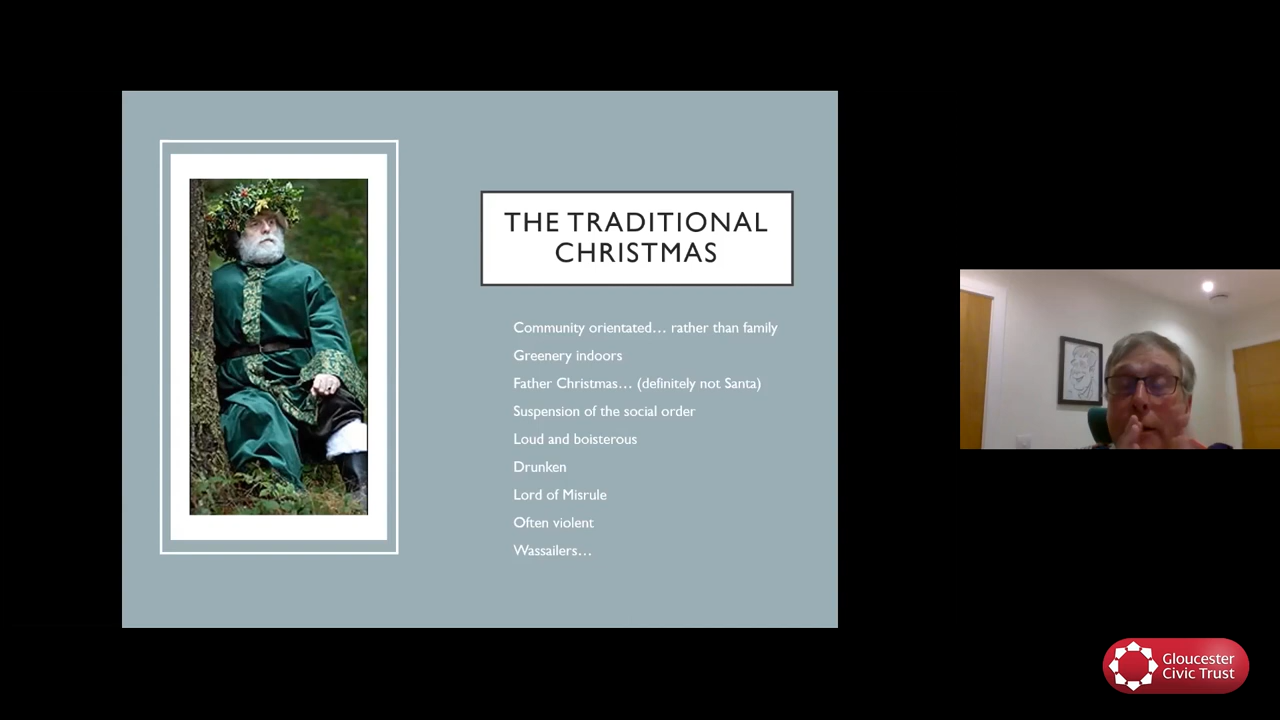 THE TRADITIONAL
CHRISTMAS
Community orientated… rather than family
Greenery indoors
Father Christmas… (definitely not Santa)
Suspension of the social order
Loud and boisterous
Drunken
Lord of Misrule
Often violent
Wassailers…
Gloucester
Civic Trust